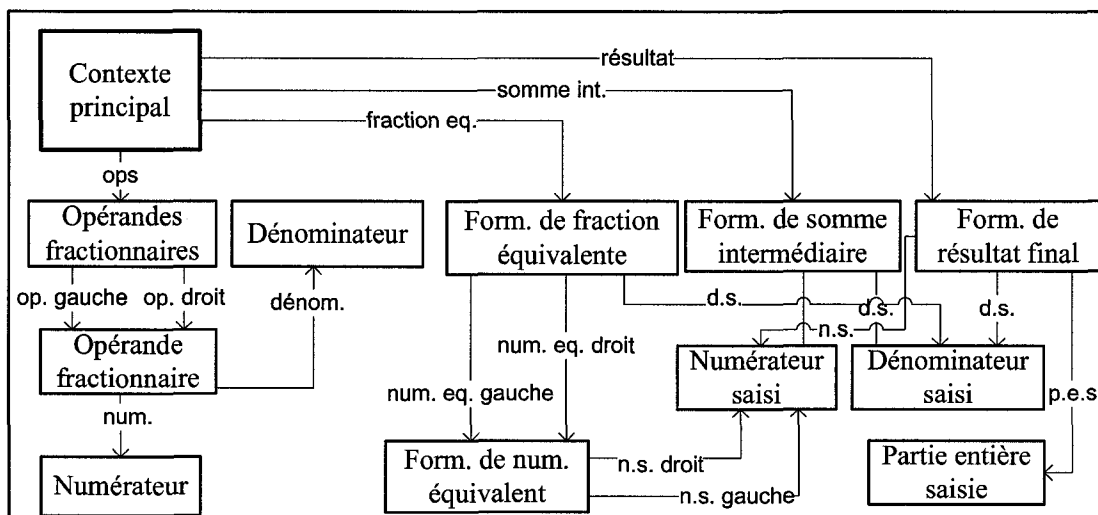 Contexte
principal
résultat
somme int.
fraction eq.
ops
Opérandes
fractionnaires
Dénominateur
Form. de fraction
équivalente
Form. de somme
intermédiaire
Form. de
résultat final
op. gauche
op. droit
dénom.
d.s.
d.s.
d.s.
n.s.
Opérande
fractionnaire
num. eq. droit
num. eq. gauche
Numérateur
saisi
Dénominateur
saisi
p.e.s
num.
Numérateur
Form. de num.
équivalent
n.s. droit
n.s. gauche
Partie entière
saisie